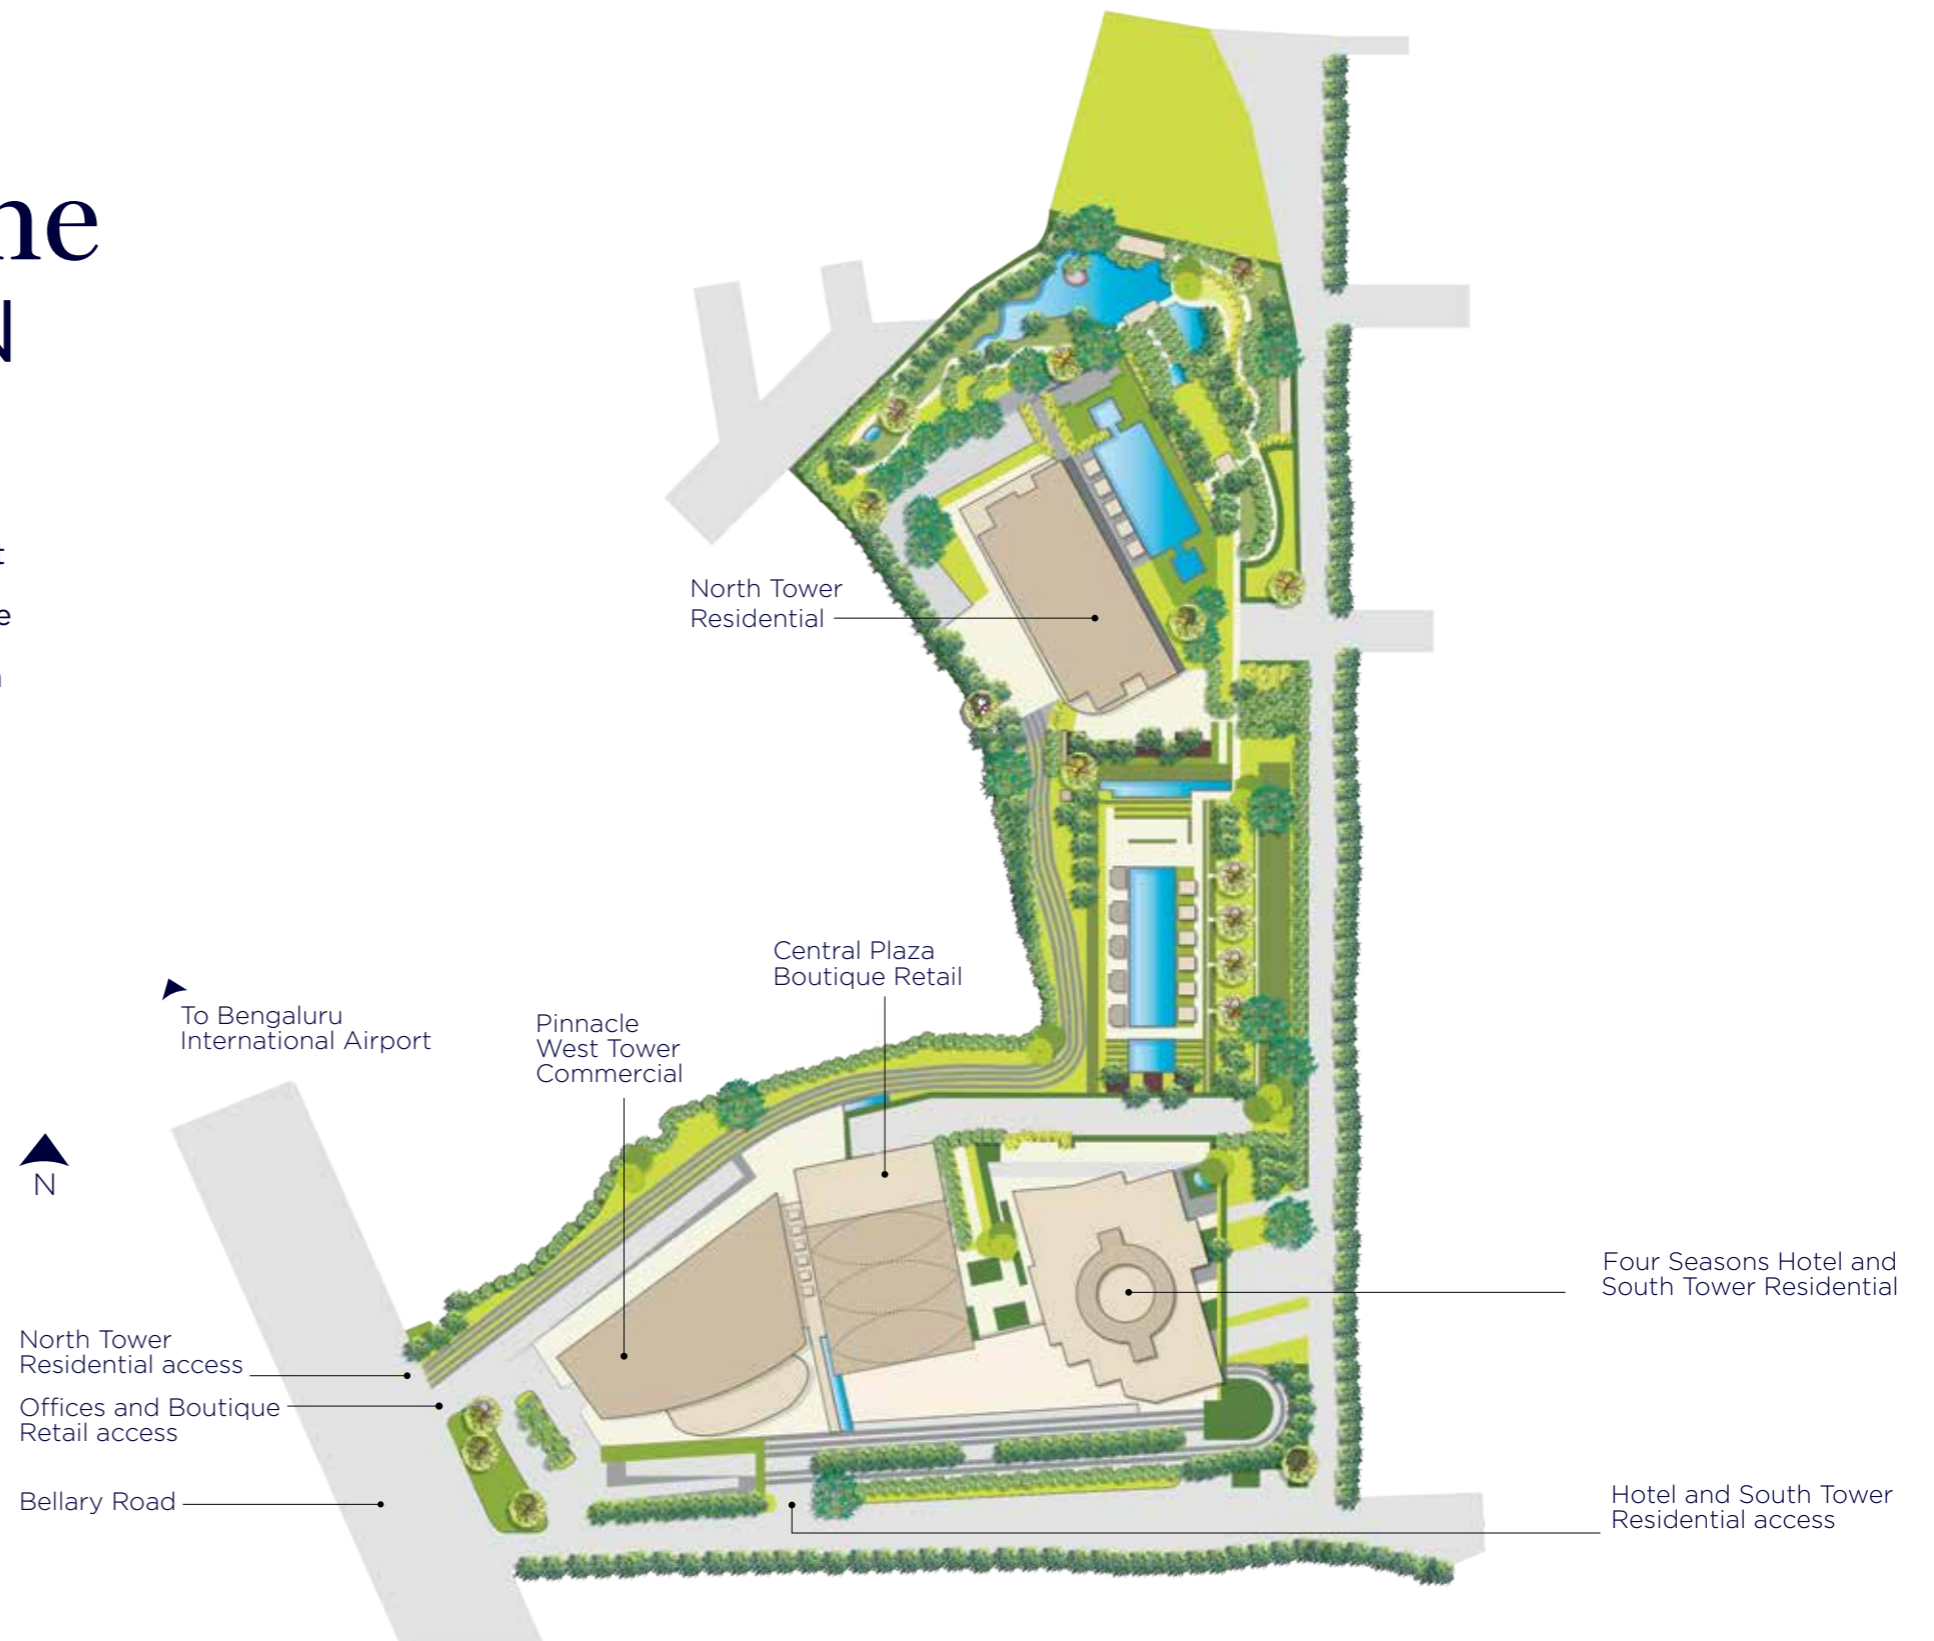 North Tower
Residential
Central Plaza
Boutique Retail
To Bengaluru
International Airport
Pinnacle
West Tower
Commercial
N
Four Seasons Hotel and
South Tower Residential
North Tower
Residential access
Offices and Boutique
Retail access
Bellary Road
Hotel and South Tower
Residential access